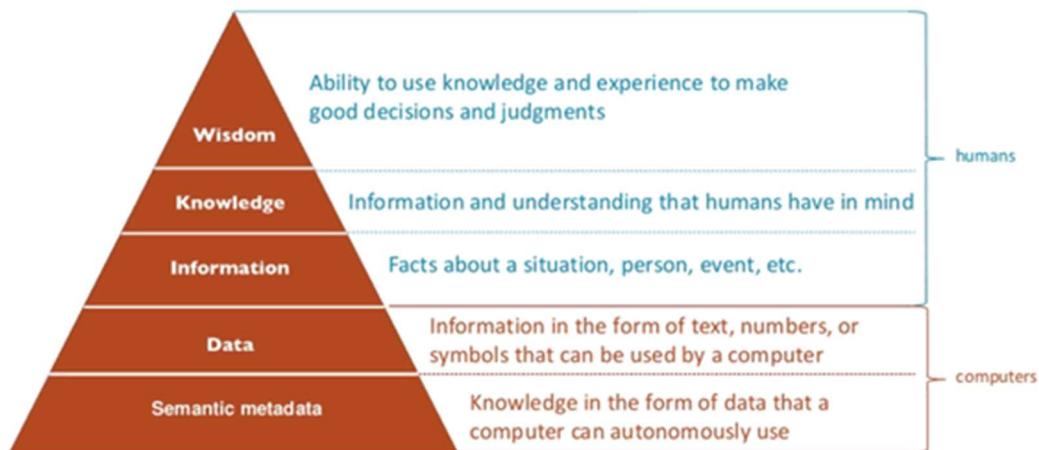 Ability to use knowledge and experience to make
good decisions and judgments
Wisdom
humans
Knowledge
Information and understanding that humans have in mind
Information
Facts about a situation, person, event, etc.
Data
Information in the form of text, numbers, or
symbols that can be used by a computer
computers
Semantic metadata
Knowledge in the form of data that a
computer can autonomously use